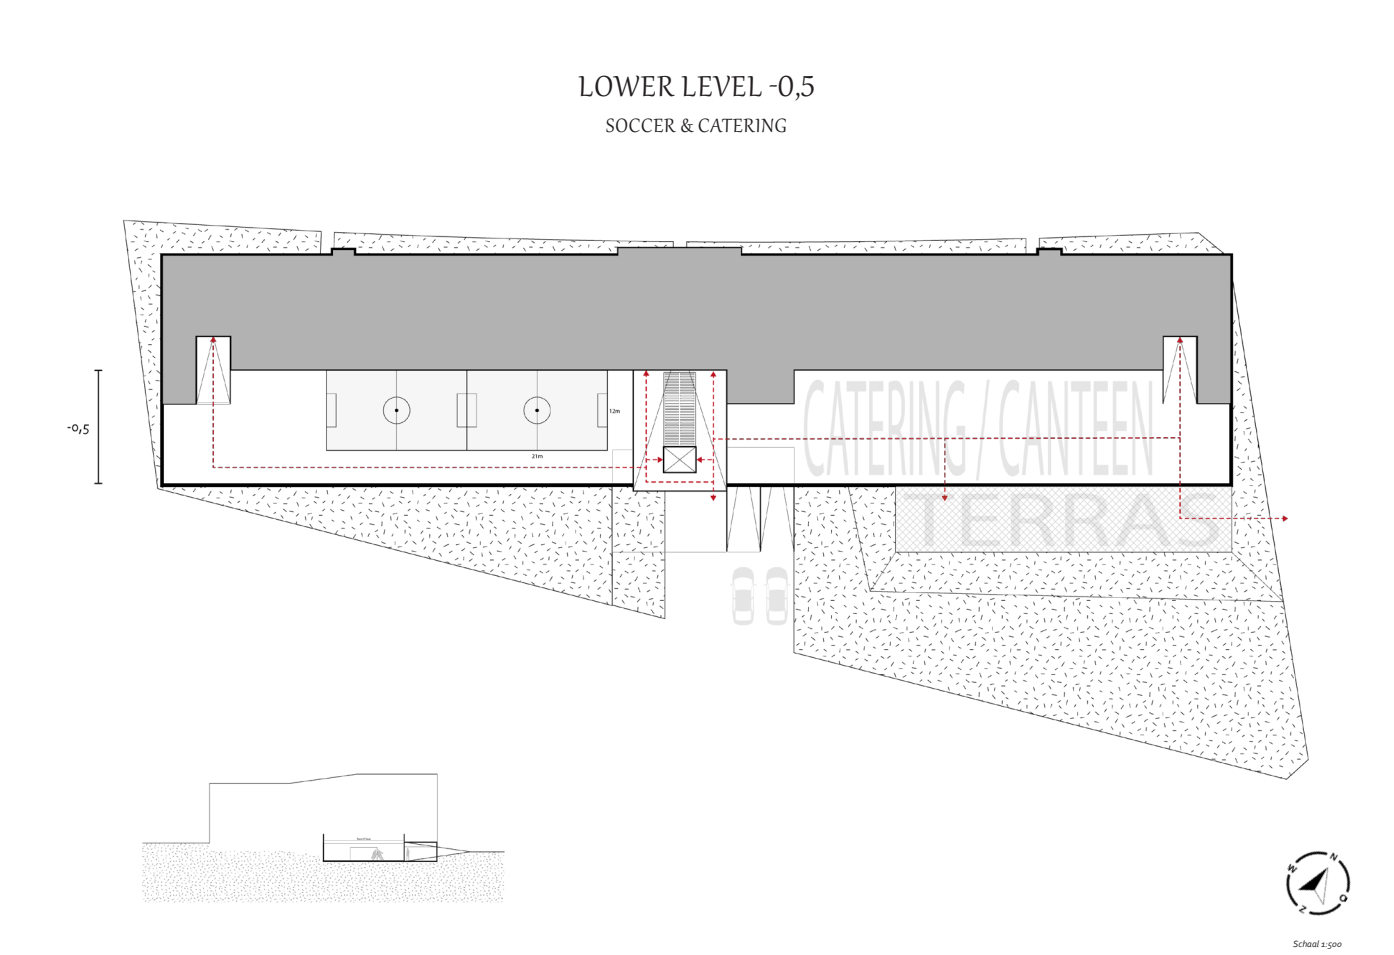 LOWER LEVEL -0,5
SOCCER & CATERING
CATERING / CANTEEN
12m
-0,5
21m
TERRAS
N
W
O
Z
Schaal 1:500